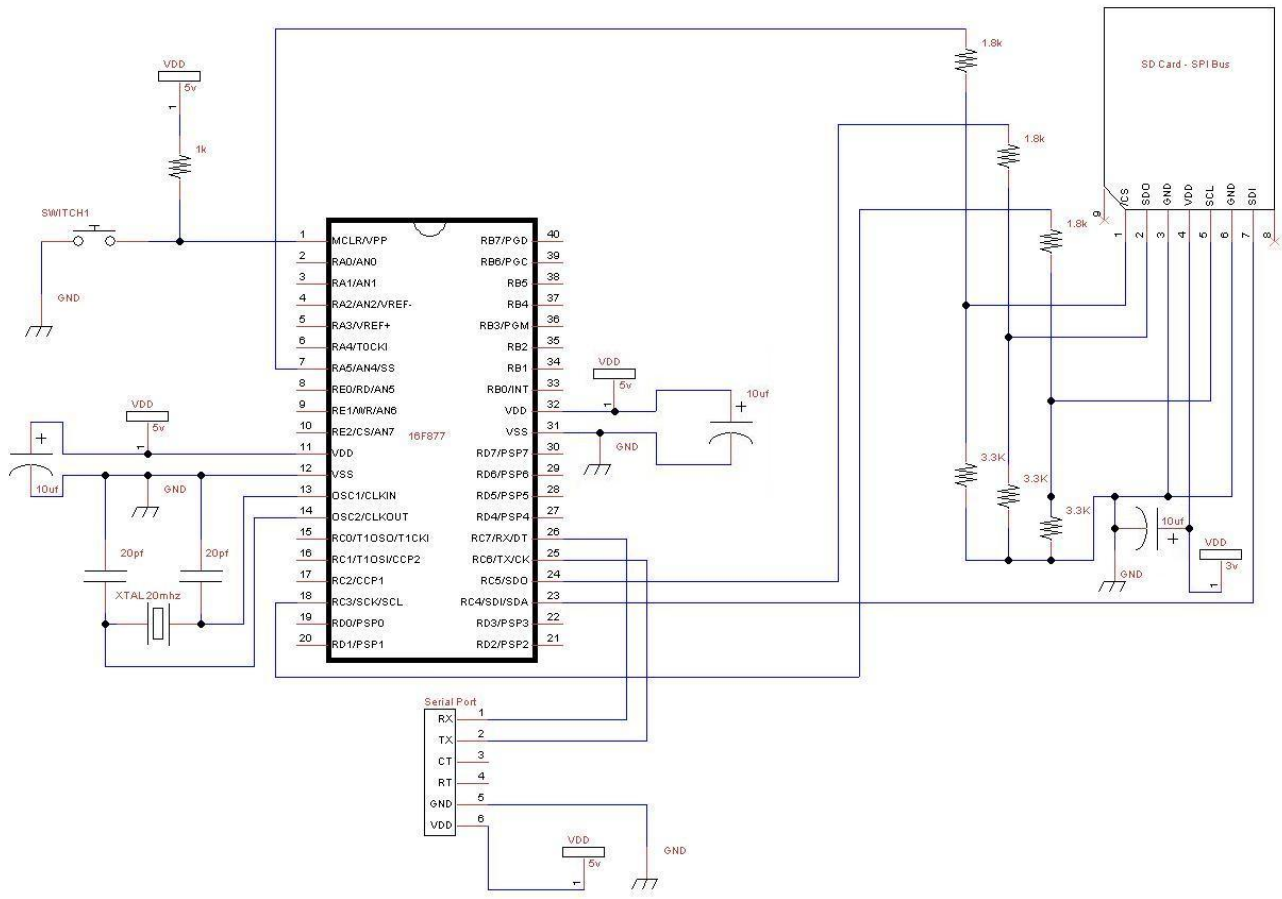 1.8k
VDD
5v
1
1k
SWITCH1
GND
1.8k
SD Card - SPI Bus
/CS
SDO
GND
VDD
SCL
GND
SDI
9
1
2
3
4
5
6
7
8
1.8k
16F877
1 MCLR/VPP
2 RA0/AN0
3 RA1/AN1
4 RA2/AN2/VREF-
5 RA3/VREF+
6 RA4/TOCKI
7 RA5/AN4/SS
8 RE0/RD/AN5
9 RE1/WR/AN6
10 RE2/CS/AN7
11 VDD
12 VSS
13 OSC1/CLKIN
14 OSC2/CLKOUT
15 RC0/T1OSO/T1CKI
16 RC1/T1OSI/CCP2
17 RC2/CCP1
18 RC3/SCK/SCL
19 RD0/PSP0
20 RD1/PSP1
RB7/PGD 40
RB6/PGC 39
RB5 38
RB4 37
RB3/PGM 36
RB2 35
RB1 34
RB0/INT 33
VDD 32
VSS 31
RD7/PSP7 30
RD6/PSP6 29
RD5/PSP5 28
RD4/PSP4 27
RC7/RX/DT 26
RC6/TX/CK 25
RC5/SDO 24
RC4/SDI/SDA 23
RD3/PSP3 22
RD2/PSP2 21
VDD
5v
1
+
10uf
GND
VDD
5v
1
+
10uf
GND
20pf
20pf
XTAL20mhz
3.3K
3.3K
3.3K
10uf
+
GND
VDD
3v
1
Serial Port
RX 1
TX 2
CT 3
RT 4
GND 5
VDD 6
VDD
5v
1
GND